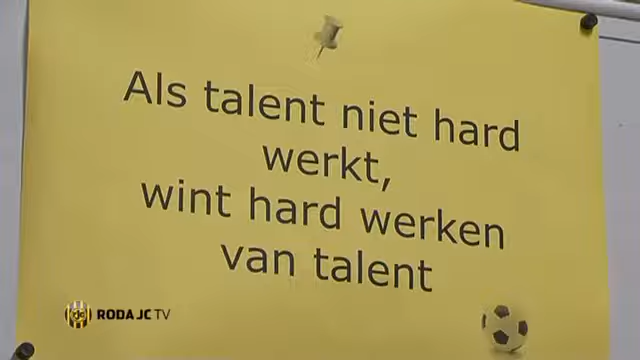 Als talent niet hard
werkt,
wint hard werken
van talent
RODA JC TV